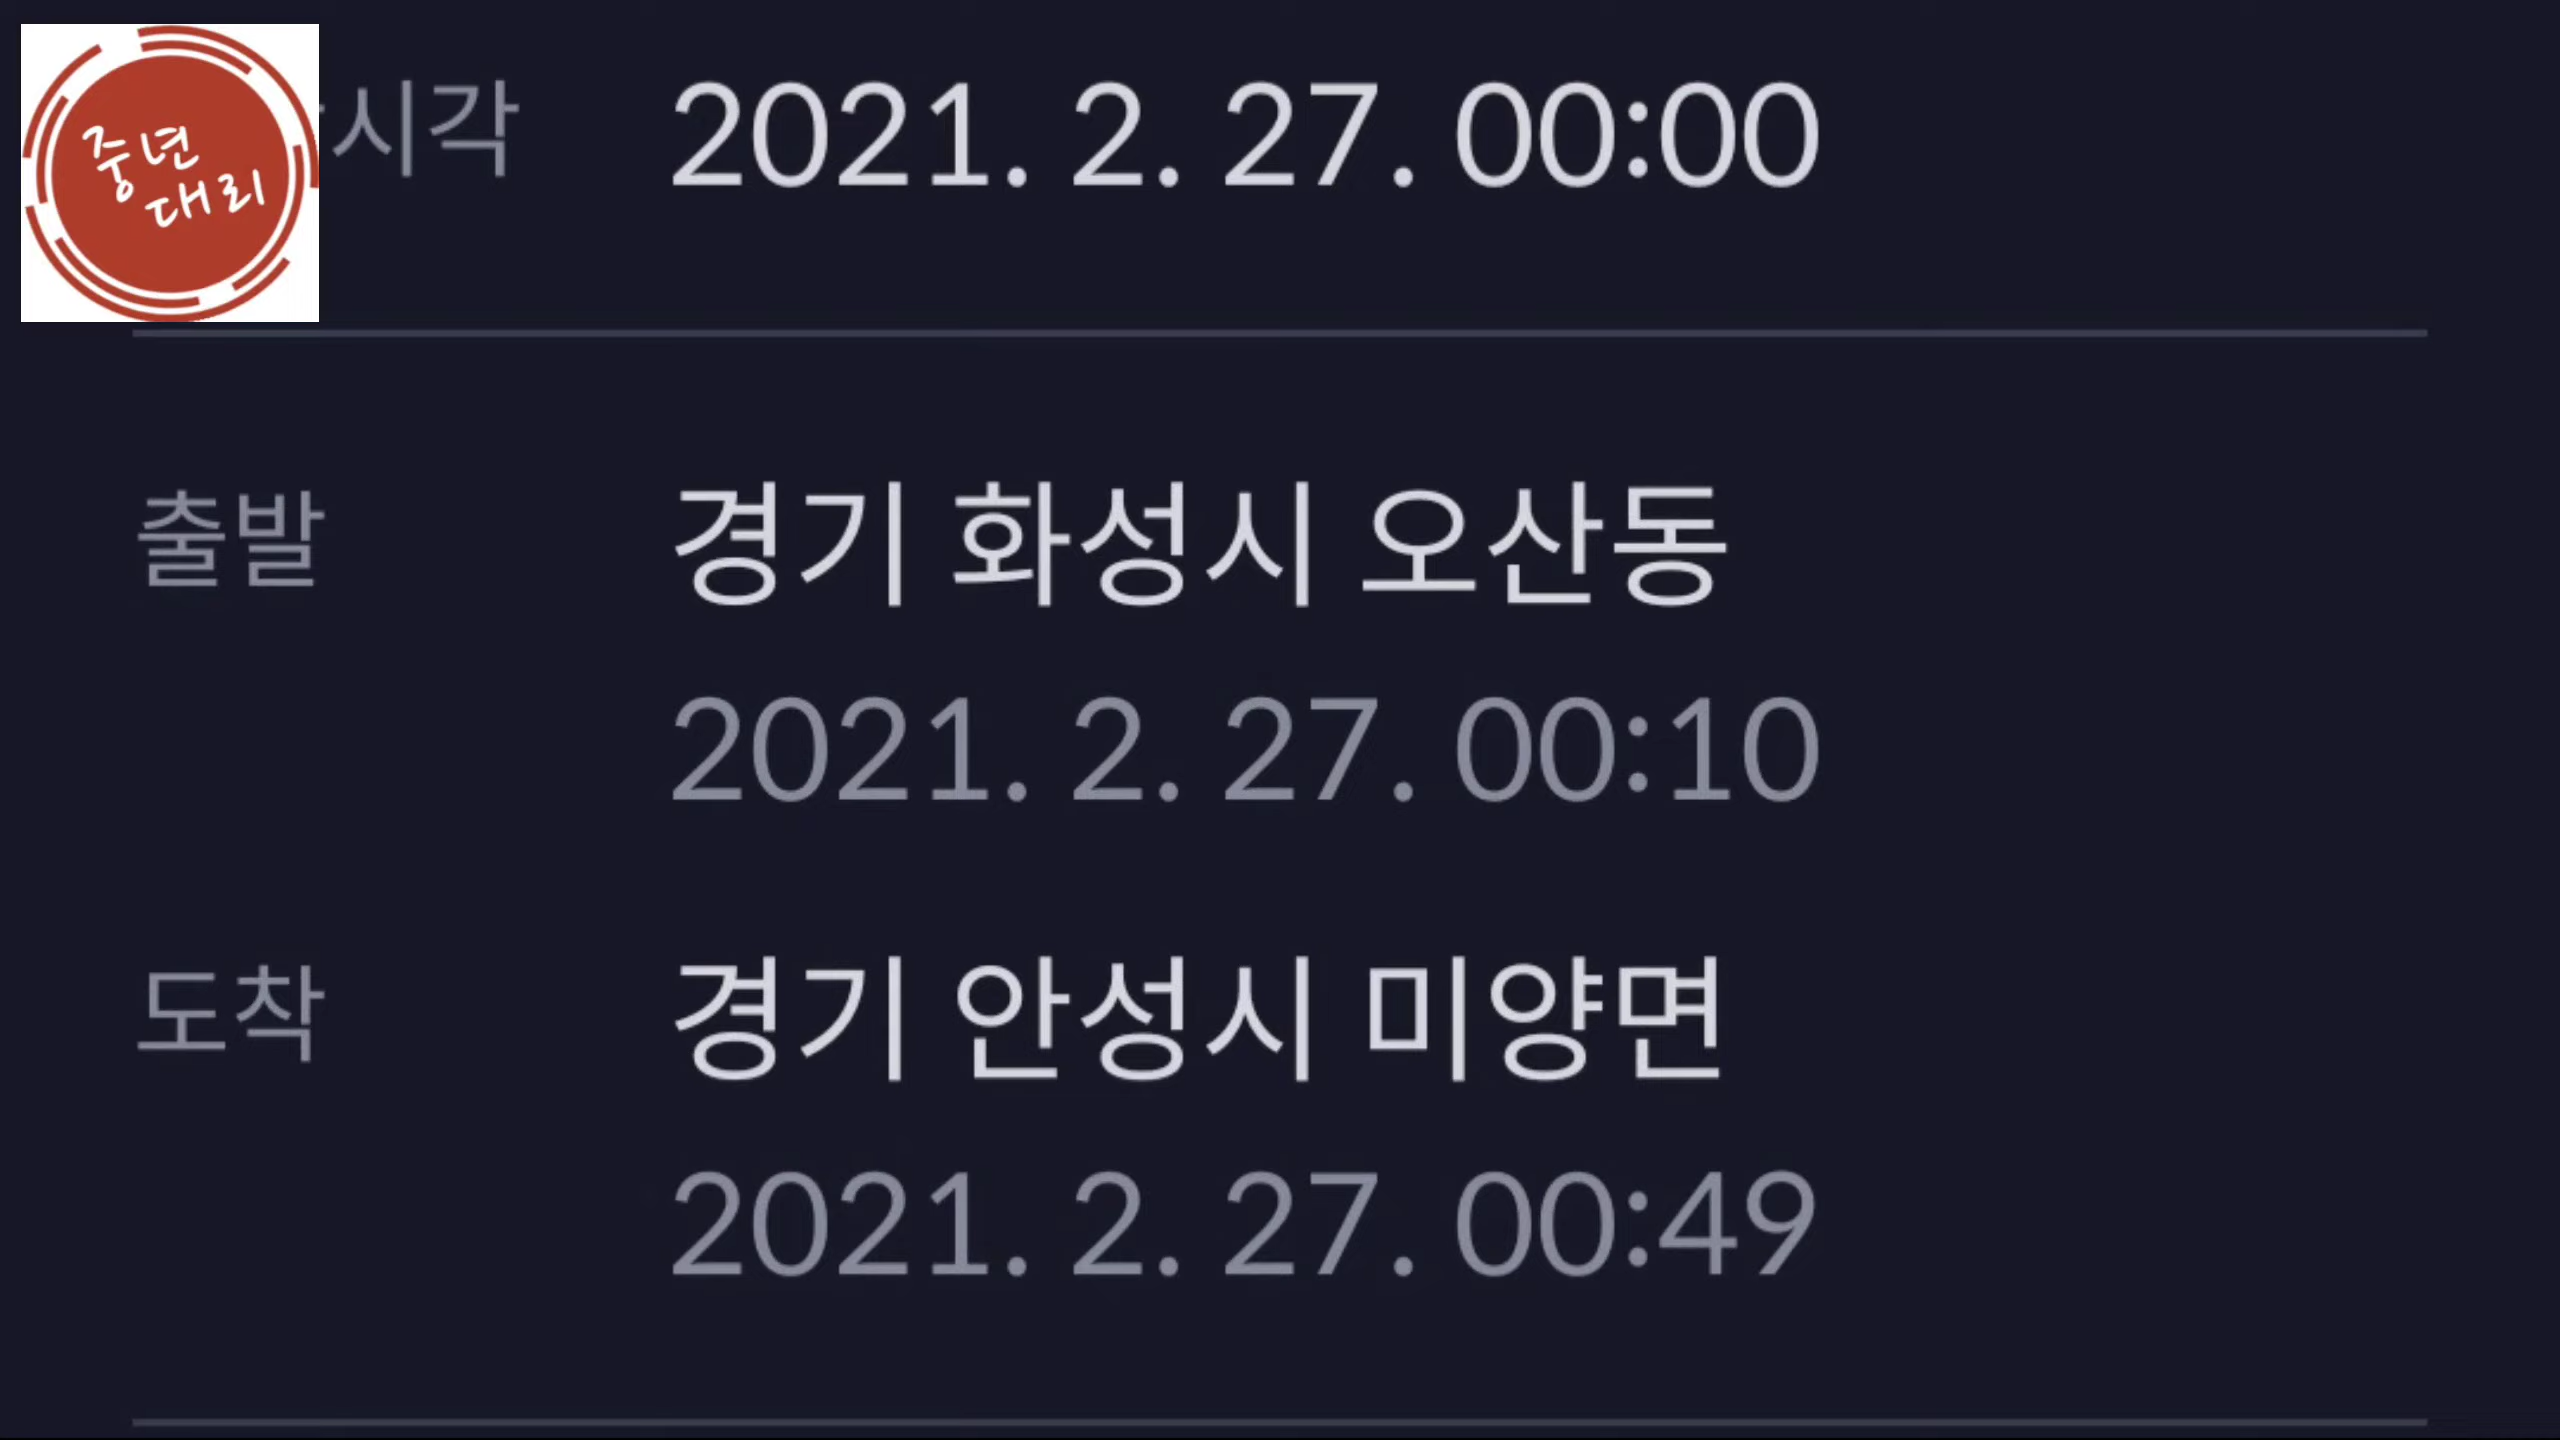 중년
대리
시각 2021. 2. 27. 00:00
출발 경기 화성시 오산동
2021. 2. 27. 00:10
도착 경기 안성시 미양면
2021. 2. 27. 00:49